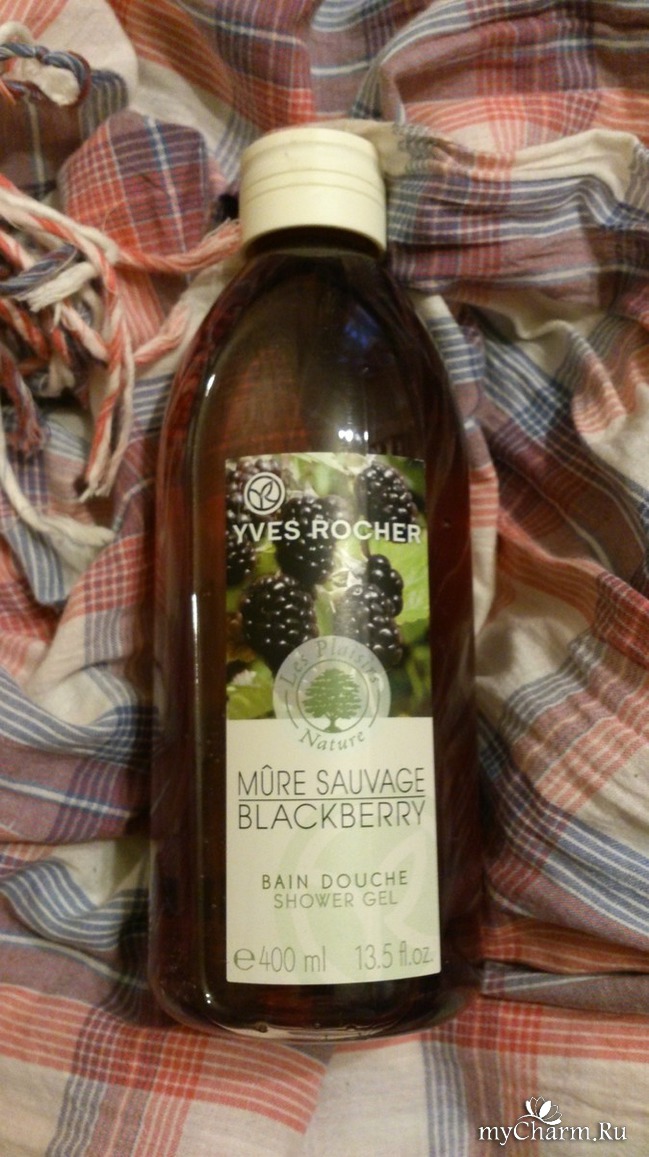 YVES ROCHER
Les Plaisirs
Nature
MÛRE SAUVAGE
BLACKBERRY
BAIN DOUCHE
SHOWER GEL
℮400 ml 13.5 fl.oz.
myCharm.Ru